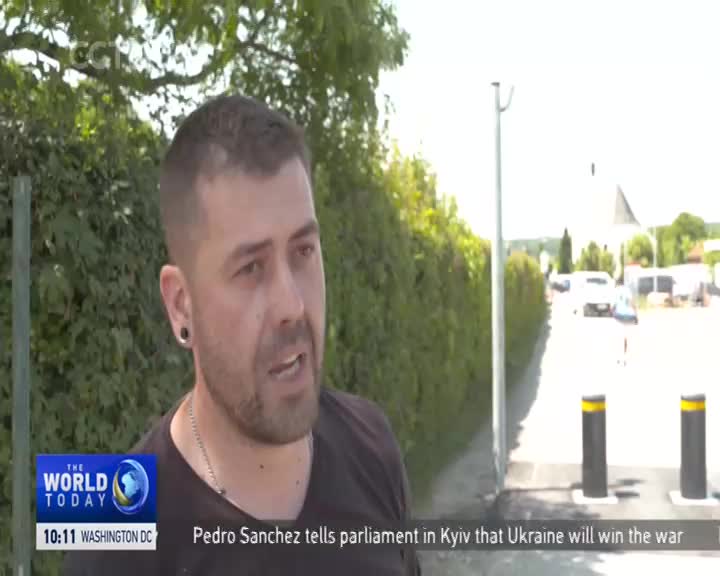 CGTN
THE
WORLD
TODAY
10:11 WASHINGTON DC
Pedro Sanchez tells parliament in Kyiv that Ukraine will win the war